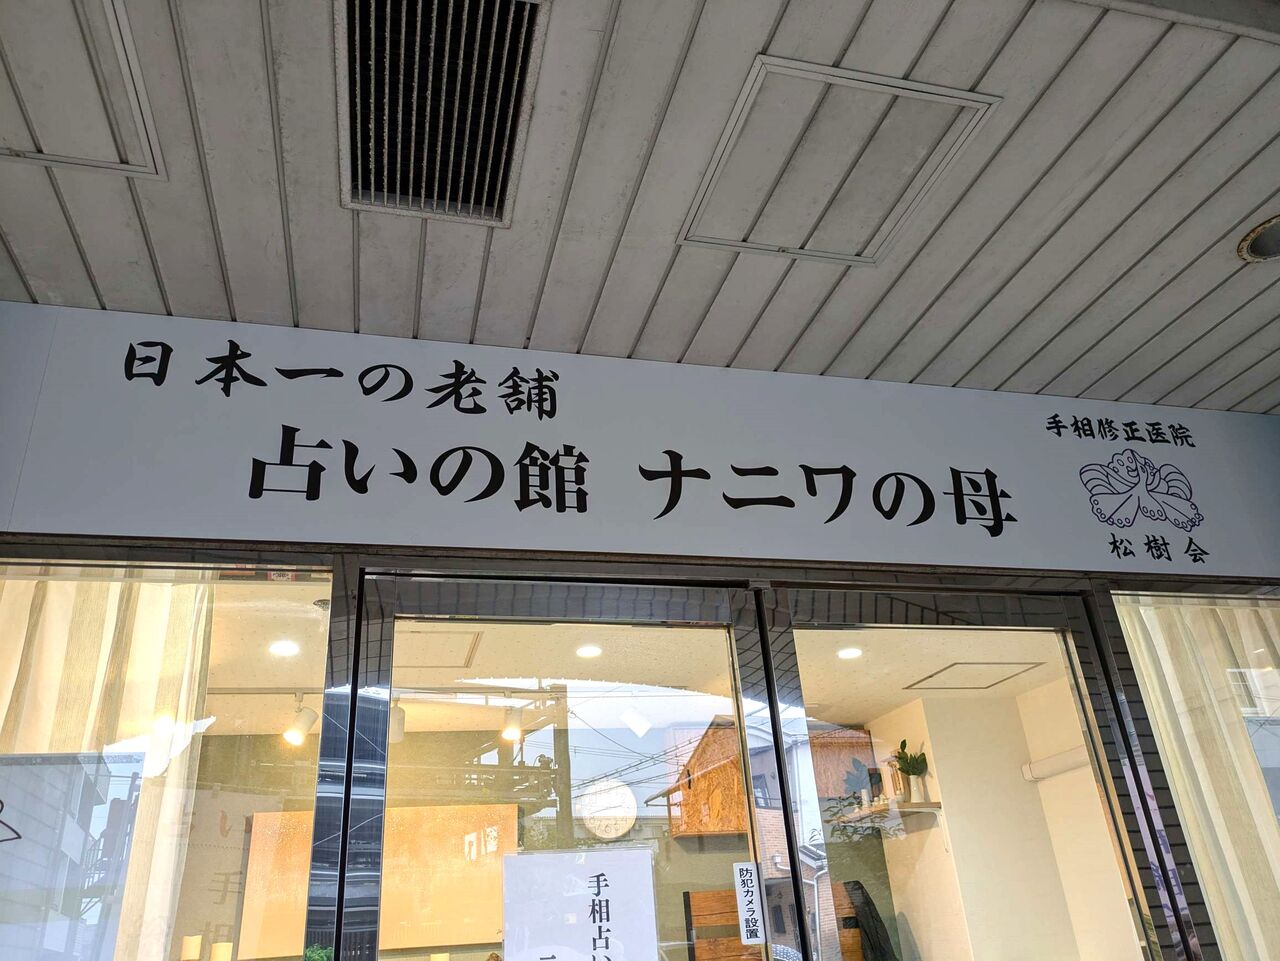 日本一の老舗
占いの館 ナニワの母
手相修正医院
松樹会
手相占い
防犯カメラ設置